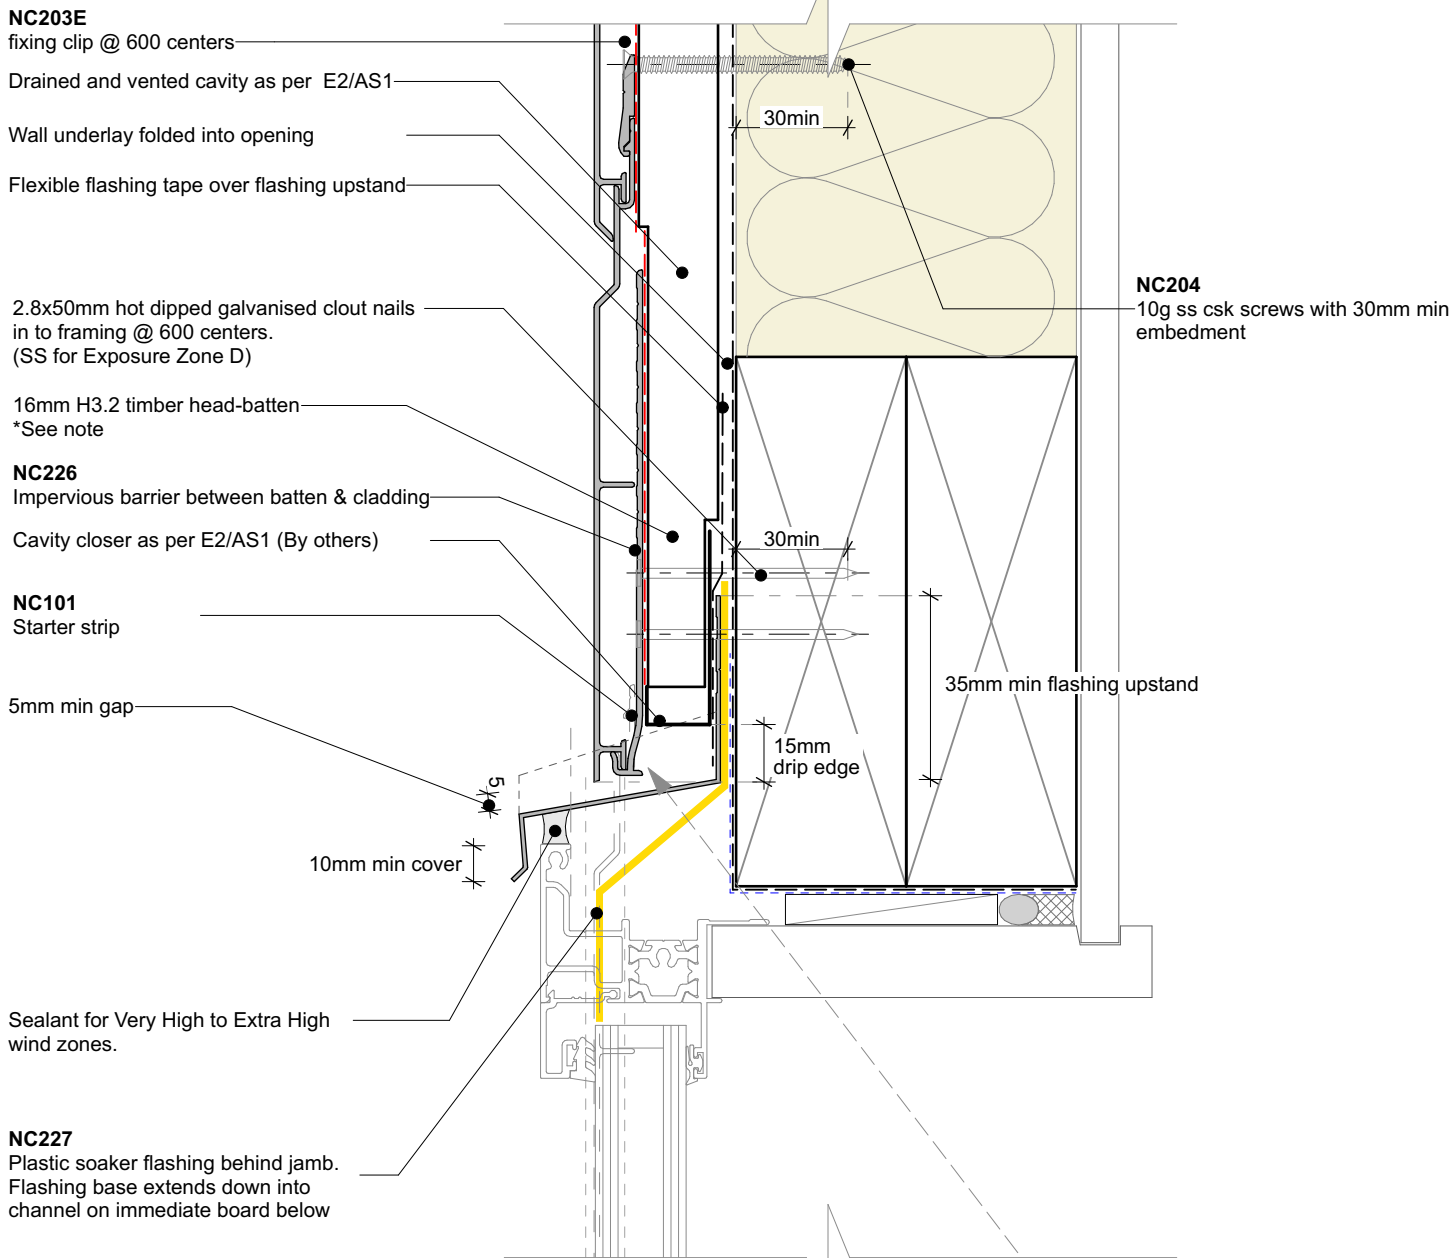 NC203E
fixing clip @ 600 centers
Drained and vented cavity as per E2/AS1
Wall underlay folded into opening
Flexible flashing tape over flashing upstand
2.8x50mm hot dipped galvanised clout nails
in to framing @ 600 centers.
(SS for Exposure Zone D)
16mm H3.2 timber head-batten
*See note
NC226
Impervious barrier between batten & cladding
Cavity closer as per E2/AS1 (By others)
NC101
Starter strip
5mm min gap
5
10mm min cover
Sealant for Very High to Extra High
wind zones.
NC227
Plastic soaker flashing behind jamb.
Flashing base extends down into
channel on immediate board below
30min
NC204
10g ss csk screws with 30mm min
embedment
30min
35mm min flashing upstand
15mm
drip edge